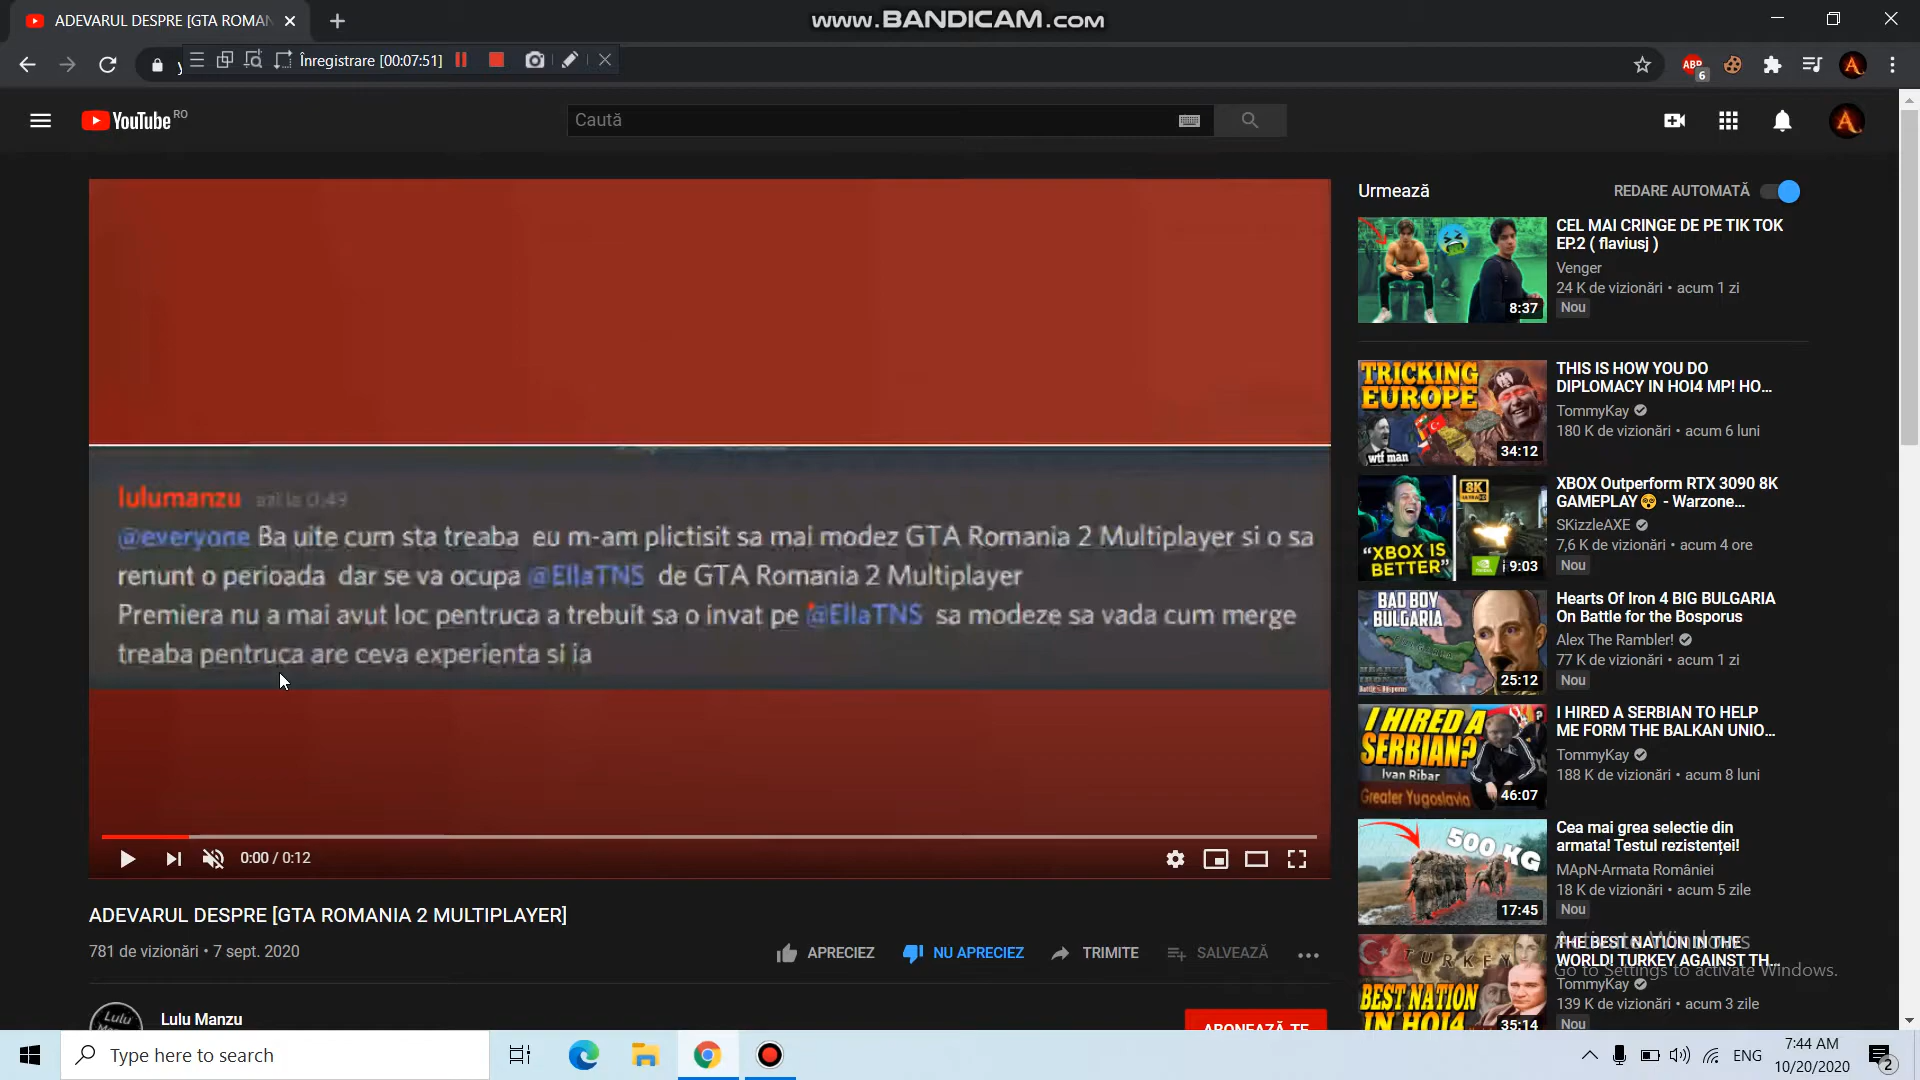 ADEVARUL DESPRE [GTA ROMAN
www.BANDICAM.com
Înregistrare [00:07:51]
ABP
6
YouTube RO
Caută
lulumanzu azi la 0:49
@everyone Ba uite cum sta treaba eu m-am plictisit sa mai modez GTA Romania 2 Multiplayer si o sa
renunt o perioada dar se va ocupa @EllaTNS de GTA Romania 2 Multiplayer
Premiera nu a mai avut loc pentruca a trebuit sa o invat pe @EllaTNS sa modeze sa vada cum merge
treaba pentruca are ceva experienta si ia
0:00 / 0:12
ADEVARUL DESPRE [GTA ROMANIA 2 MULTIPLAYER]
781 de vizionări • 7 sept. 2020
APRECIEZ
NU APRECIEZ
TRIMITE
SALVEAZĂ
Lulu
Lulu Manzu
ABONEAZĂ-TE
Urmează
REDARE AUTOMATĂ
8:37
CEL MAI CRINGE DE PE TIK TOK
EP.2 ( flaviusj )
Venger
24 K de vizionări • acum 1 zi
Nou
TRICKING
EUROPE
wtf man
34:12
THIS IS HOW YOU DO
DIPLOMACY IN HOI4 MP! HO...
TommyKay
180 K de vizionări • acum 6 luni
8K
"XBOX IS
BETTER"
9:03
XBOX Outperform RTX 3090 8K
GAMEPLAY - Warzone...
SKizzleAXE
7,6 K de vizionări • acum 4 ore
Nou
BAD BOY
BULGARIA
25:12
Hearts Of Iron 4 BIG BULGARIA
On Battle for the Bosporus
Alex The Rambler!
77 K de vizionări • acum 1 zi
Nou
I HIRED A
SERBIAN?
Ivan Ribar
Greater Yugoslavia
46:07
I HIRED A SERBIAN TO HELP
ME FORM THE BALKAN UNIO...
TommyKay
188 K de vizionări • acum 8 luni
500 KG
17:45
Cea mai grea selectie din
armata! Testul rezistenței!
MApN-Armata României
18 K de vizionări • acum 5 zile
Nou
TURKEY
BEST NATION
IN HOI4
35:14
THE BEST NATION IN THE
WORLD! TURKEY AGAINST TH...
TommyKay
139 K de vizionări • acum 3 zile
Nou
Activate Windows
Go to Settings to activate Windows.
Type here to search
ENG
7:44 AM
10/20/2020
2